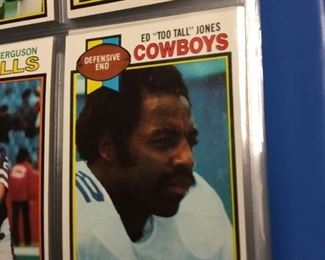 FERGUSON
LLS
ED "TOO TALL" JONES
COWBOYS
DEFENSIVE
END